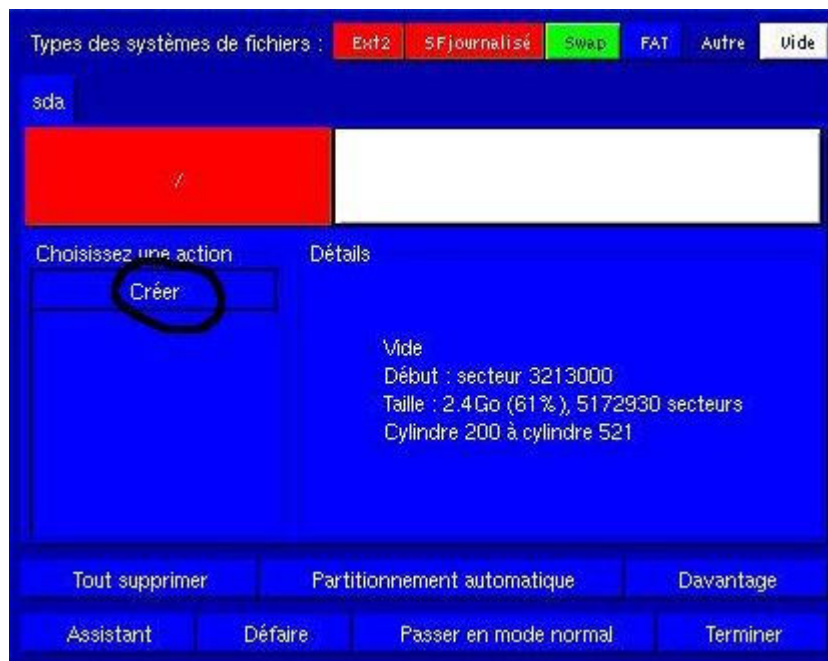 Types des systèmes de fichiers : Ext2 SFjournalisé Swap FAT Autre Vide
sda
/
Choisissez une action Détails
Créer
Vide
Début : secteur 3213000
Taille : 2.4Go (61%), 5172930 secteurs
Cylindre 200 à cylindre 521
Tout supprimer Partitionnement automatique Davantage
Assistant Défaire Passer en mode normal Terminer